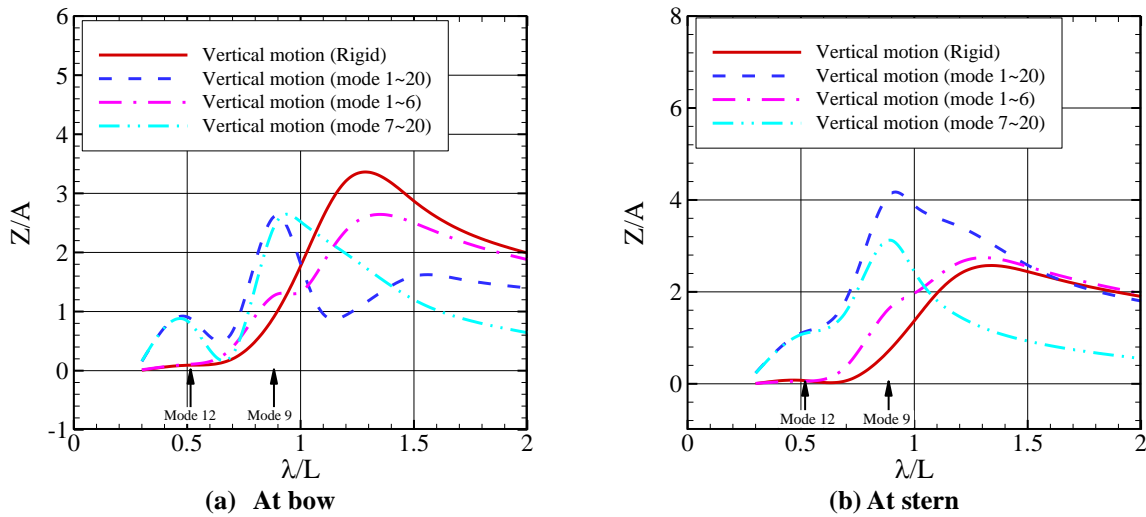 6
5
4
3
2
1
0
-1
Z/A
Vertical motion (Rigid)
Vertical motion (mode 1~20)
Vertical motion (mode 1~6)
Vertical motion (mode 7~20)
Mode 12
Mode 9
0 0.5 1 1.5 2
λ/L
(a) At bow
8
6
4
2
0
Z/A
Vertical motion (Rigid)
Vertical motion (mode 1~20)
Vertical motion (mode 1~6)
Vertical motion (mode 7~20)
Mode 12
Mode 9
0 0.5 1 1.5 2
λ/L
(b) At stern